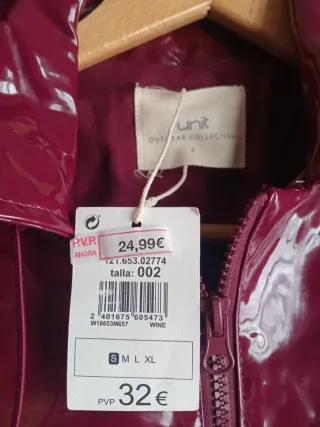 unit
OUTWEAR COLLECTION
P.V.P.
AHORA
24,99€
121.653.02774
talla: 002
2 401675 605473
W18653M657 WINE
S M L XL
PVP 32€